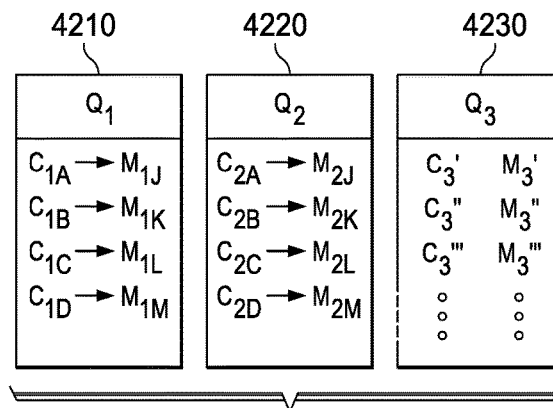 4210 4220 4230
Q₁ Q₂ Q₃
C₁A → M₁J C₂A → M₂J C₃' M₃'
C₁B → M₁K C₂B → M₂K C₃'' M₃''
C₁C → M₁L C₂C → M₂L C₃''' M₃'''
C₁D → M₁M C₂D → M₂M